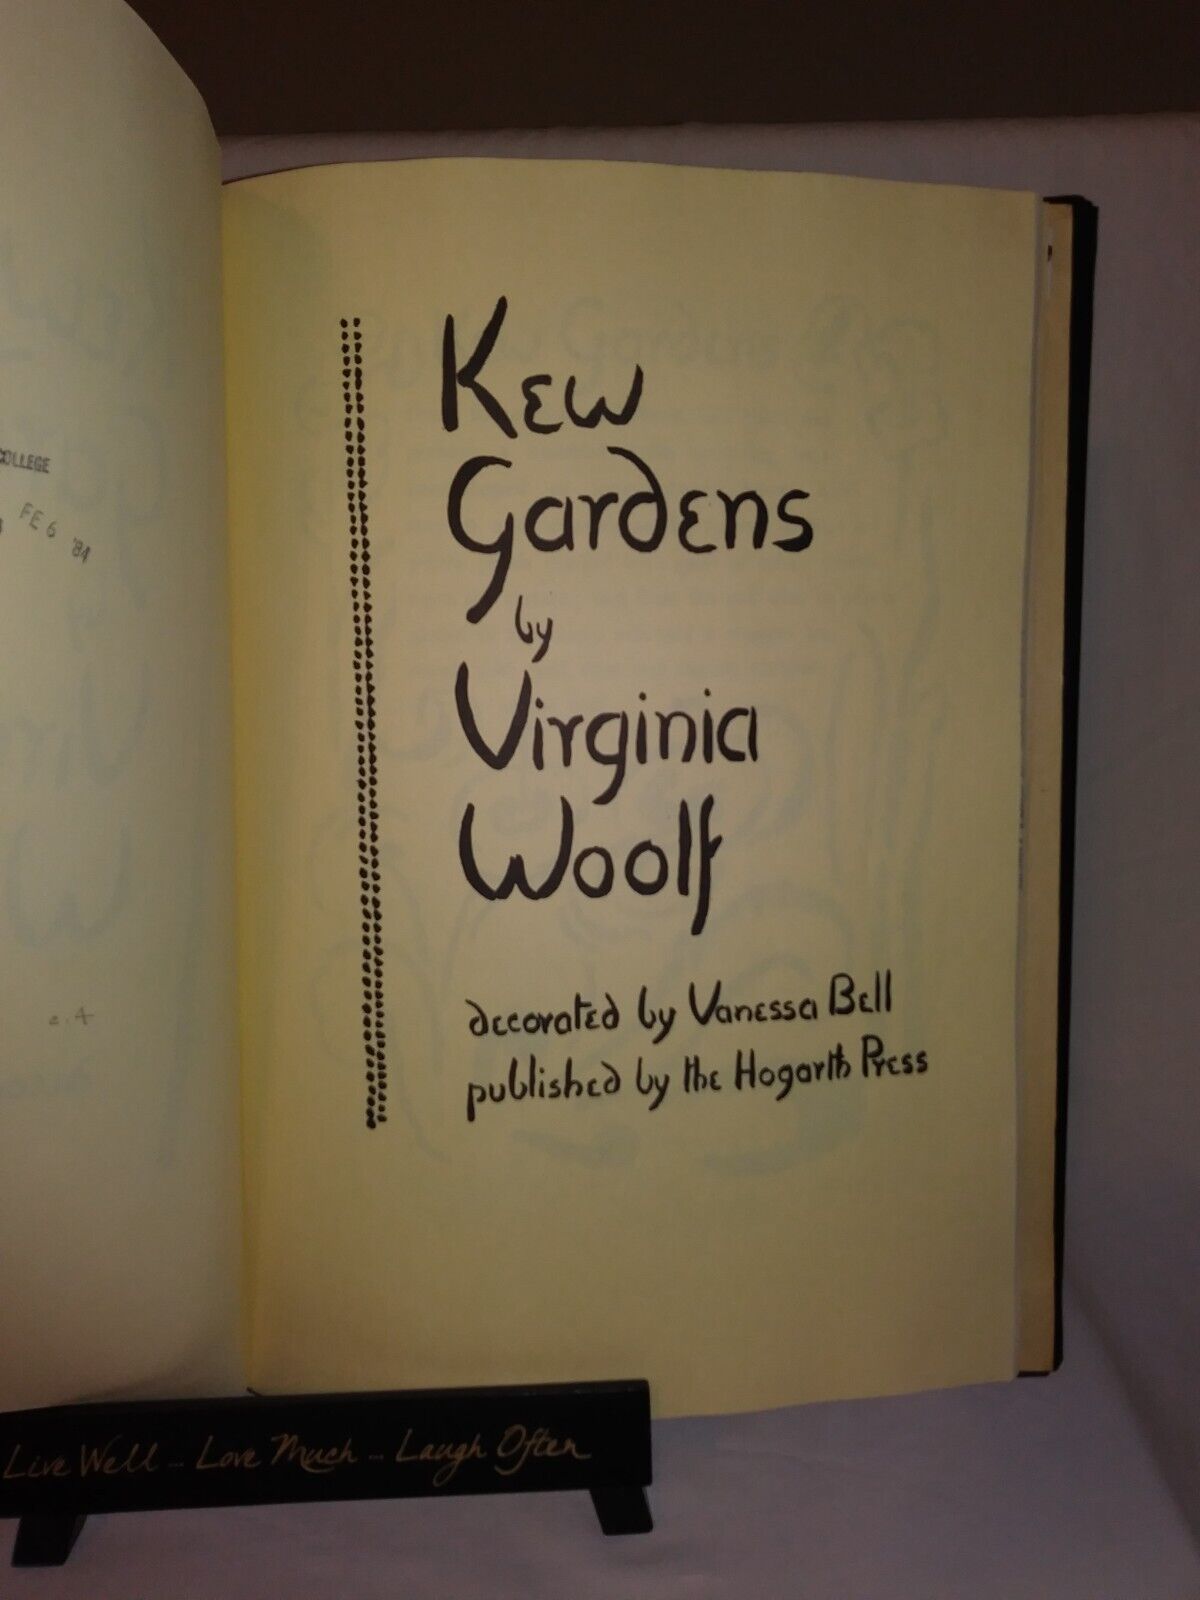 COLLEGE
FE 6 '84
c.4
Kew
Gardens
by
Virginia
Woolf
decorated by Vanessa Bell
published by the Hogarth Press
Live Well ... Love Much ... Laugh Often